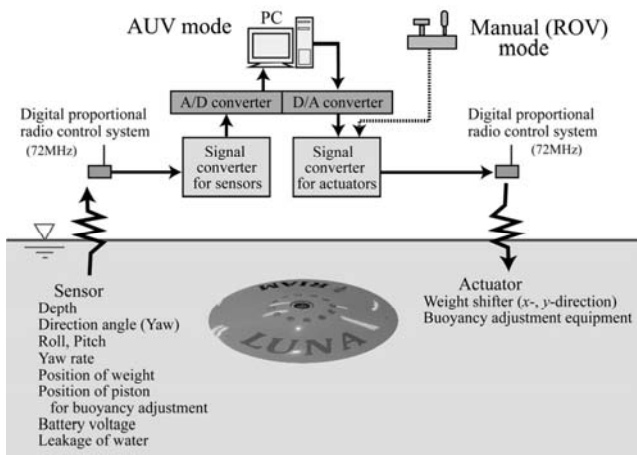 AUV mode
PC
Manual (ROV)
mode
A/D converter
D/A converter
Digital proportional
radio control system
(72MHz)
Signal
converter
for sensors
Signal
converter
for actuators
Digital proportional
radio control system
(72MHz)
Sensor
Depth
Direction angle (Yaw)
Roll, Pitch
Yaw rate
Position of weight
Position of piston
for buoyancy adjustment
Battery voltage
Leakage of water
RIAM
LUNA
Actuator
Weight shifter (x-, y-direction)
Buoyancy adjustment equipment